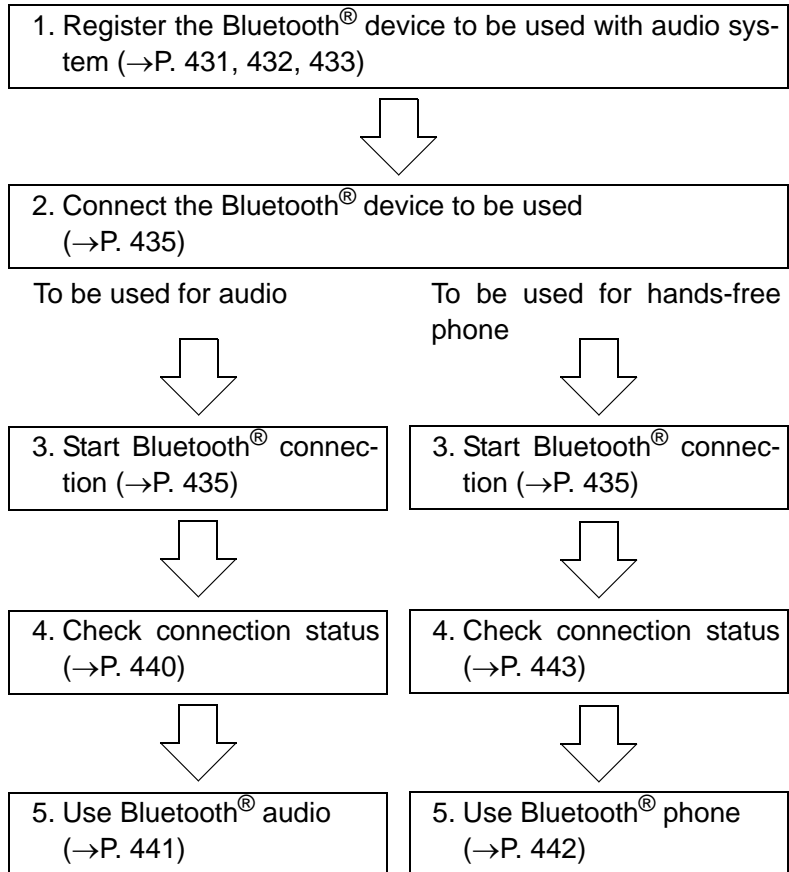 1. Register the Bluetooth® device to be used with audio sys-
tem (→P. 431, 432, 433)
2. Connect the Bluetooth® device to be used
(→P. 435)
To be used for audio
To be used for hands-free
phone
3. Start Bluetooth® connec-
tion (→P. 435)
3. Start Bluetooth® connec-
tion (→P. 435)
4. Check connection status
(→P. 440)
4. Check connection status
(→P. 443)
5. Use Bluetooth® audio
(→P. 441)
5. Use Bluetooth® phone
(→P. 442)